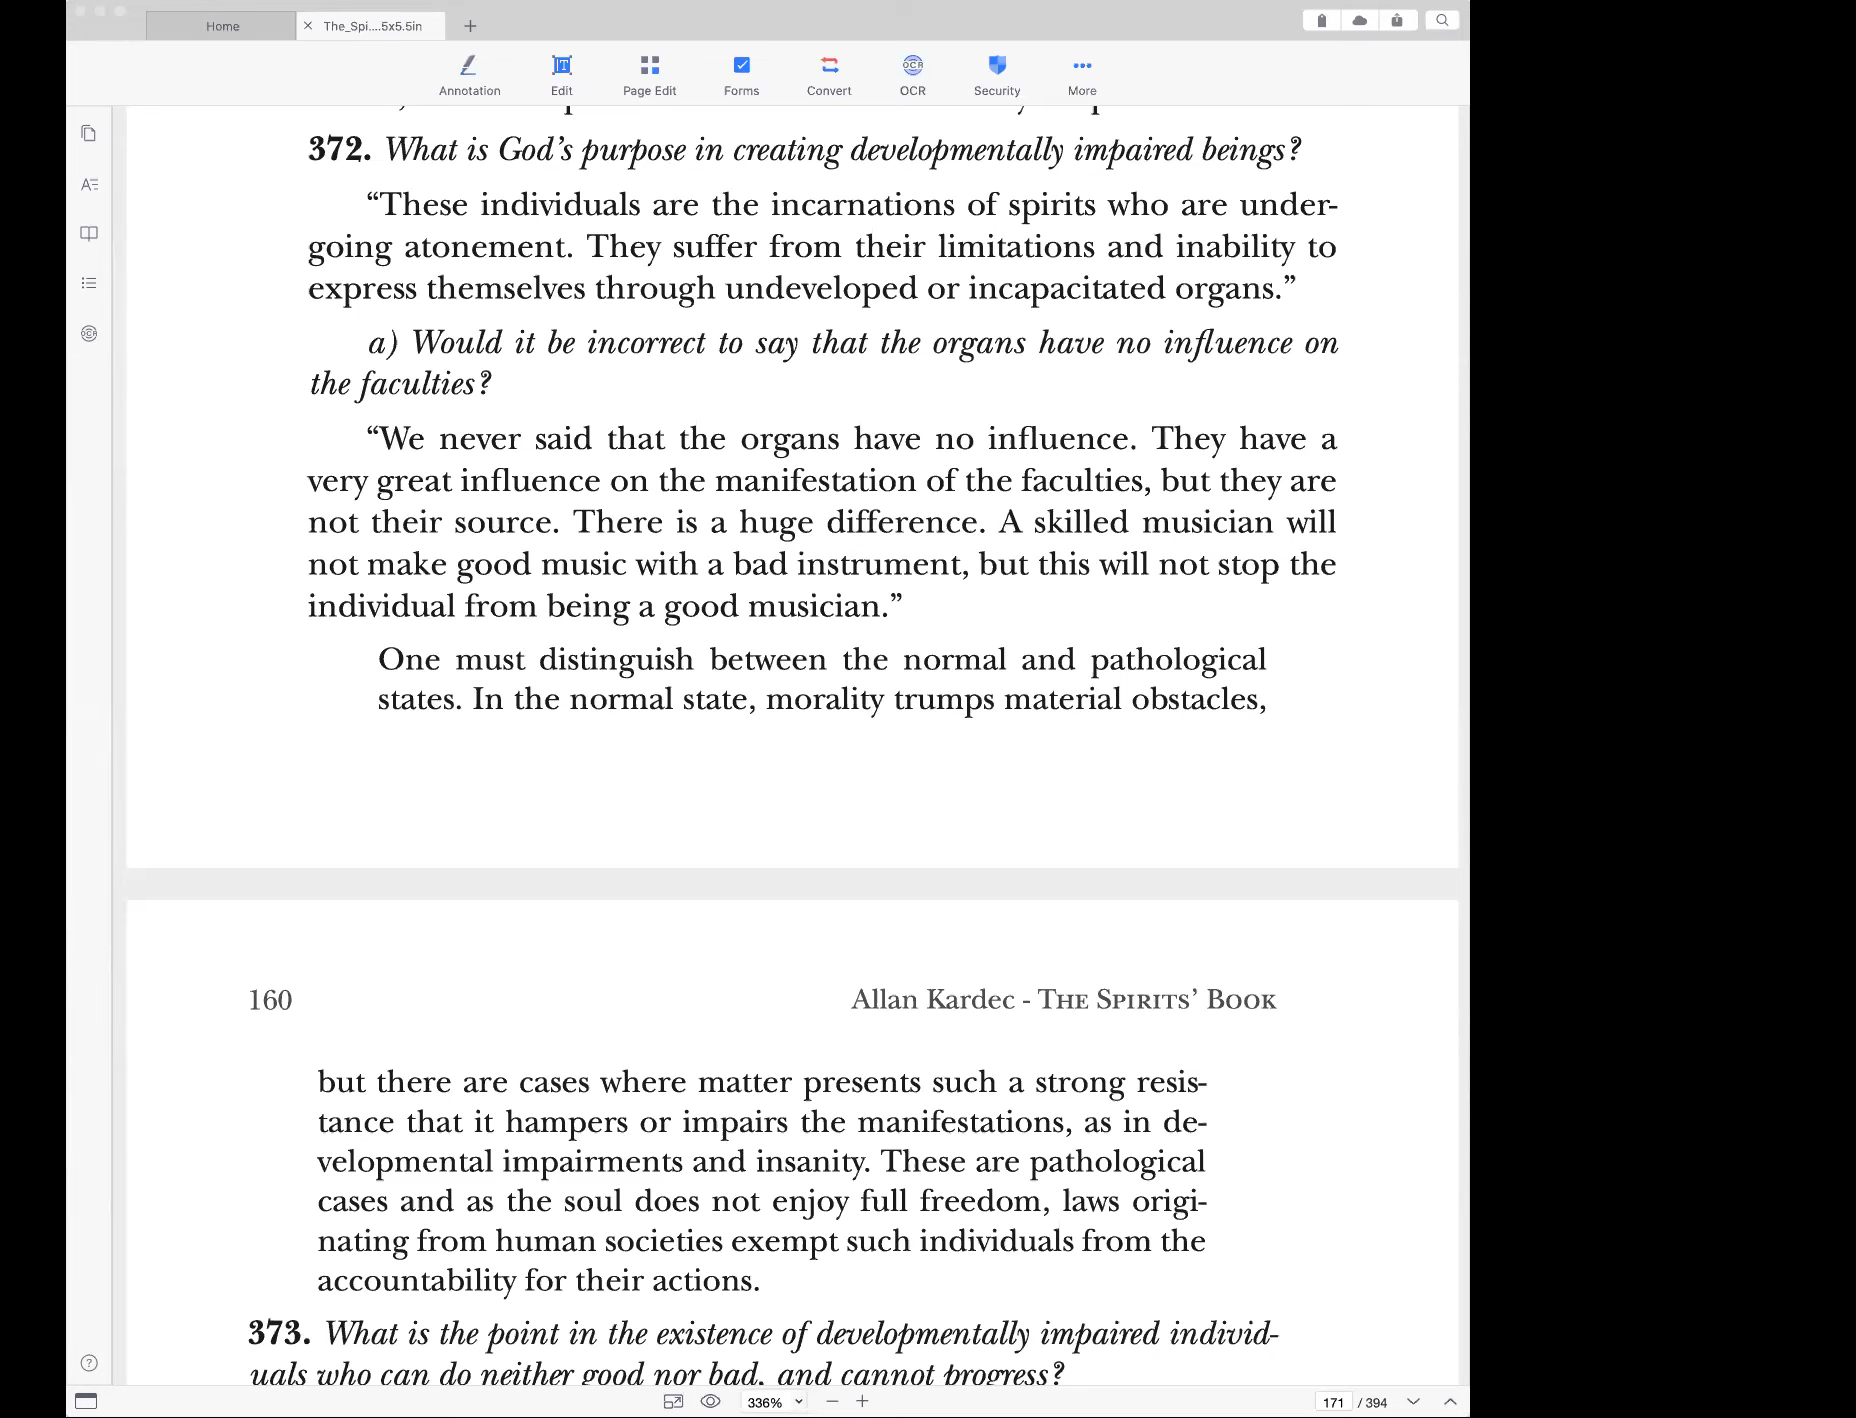 Home
The_Spi....5x5.5in
Annotation
Edit
Page Edit
Forms
Convert
OCR
Security
More
372. What is God’s purpose in creating developmentally impaired beings?
“These individuals are the incarnations of spirits who are under-
going atonement. They suffer from their limitations and inability to
express themselves through undeveloped or incapacitated organs.”
a) Would it be incorrect to say that the organs have no influence on
the faculties?
“We never said that the organs have no influence. They have a
very great influence on the manifestation of the faculties, but they are
not their source. There is a huge difference. A skilled musician will
not make good music with a bad instrument, but this will not stop the
individual from being a good musician.”
One must distinguish between the normal and pathological
states. In the normal state, morality trumps material obstacles,
160
Allan Kardec - The Spirits’ Book
but there are cases where matter presents such a strong resis-
tance that it hampers or impairs the manifestations, as in de-
velopmental impairments and insanity. These are pathological
cases and as the soul does not enjoy full freedom, laws origi-
nating from human societies exempt such individuals from the
accountability for their actions.
373. What is the point in the existence of developmentally impaired individ-
uals who can do neither good nor bad, and cannot progress?
336%
171 / 394